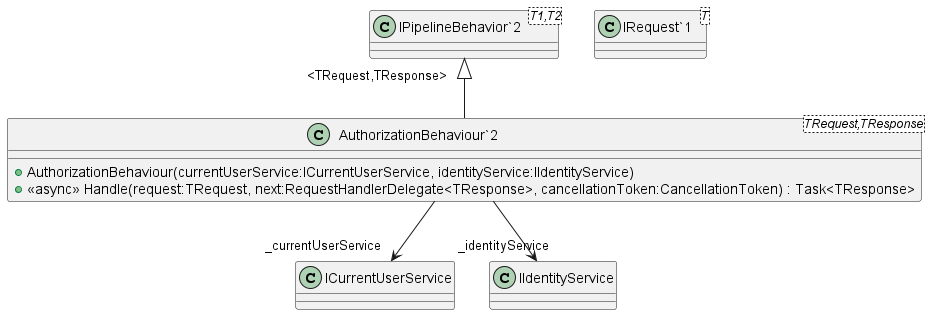 C IPipelineBehavior`2 T1,T2
C IRequest`1 T
<TRequest,TResponse>
C AuthorizationBehaviour`2 TRequest,TResponse
AuthorizationBehaviour(currentUserService:ICurrentUserService, identityService:IIdentityService)
«async» Handle(request:TRequest, next:RequestHandlerDelegate<TResponse>, cancellationToken:CancellationToken) : Task<TResponse>
_currentUserService
_identityService
C ICurrentUserService
C IIdentityService